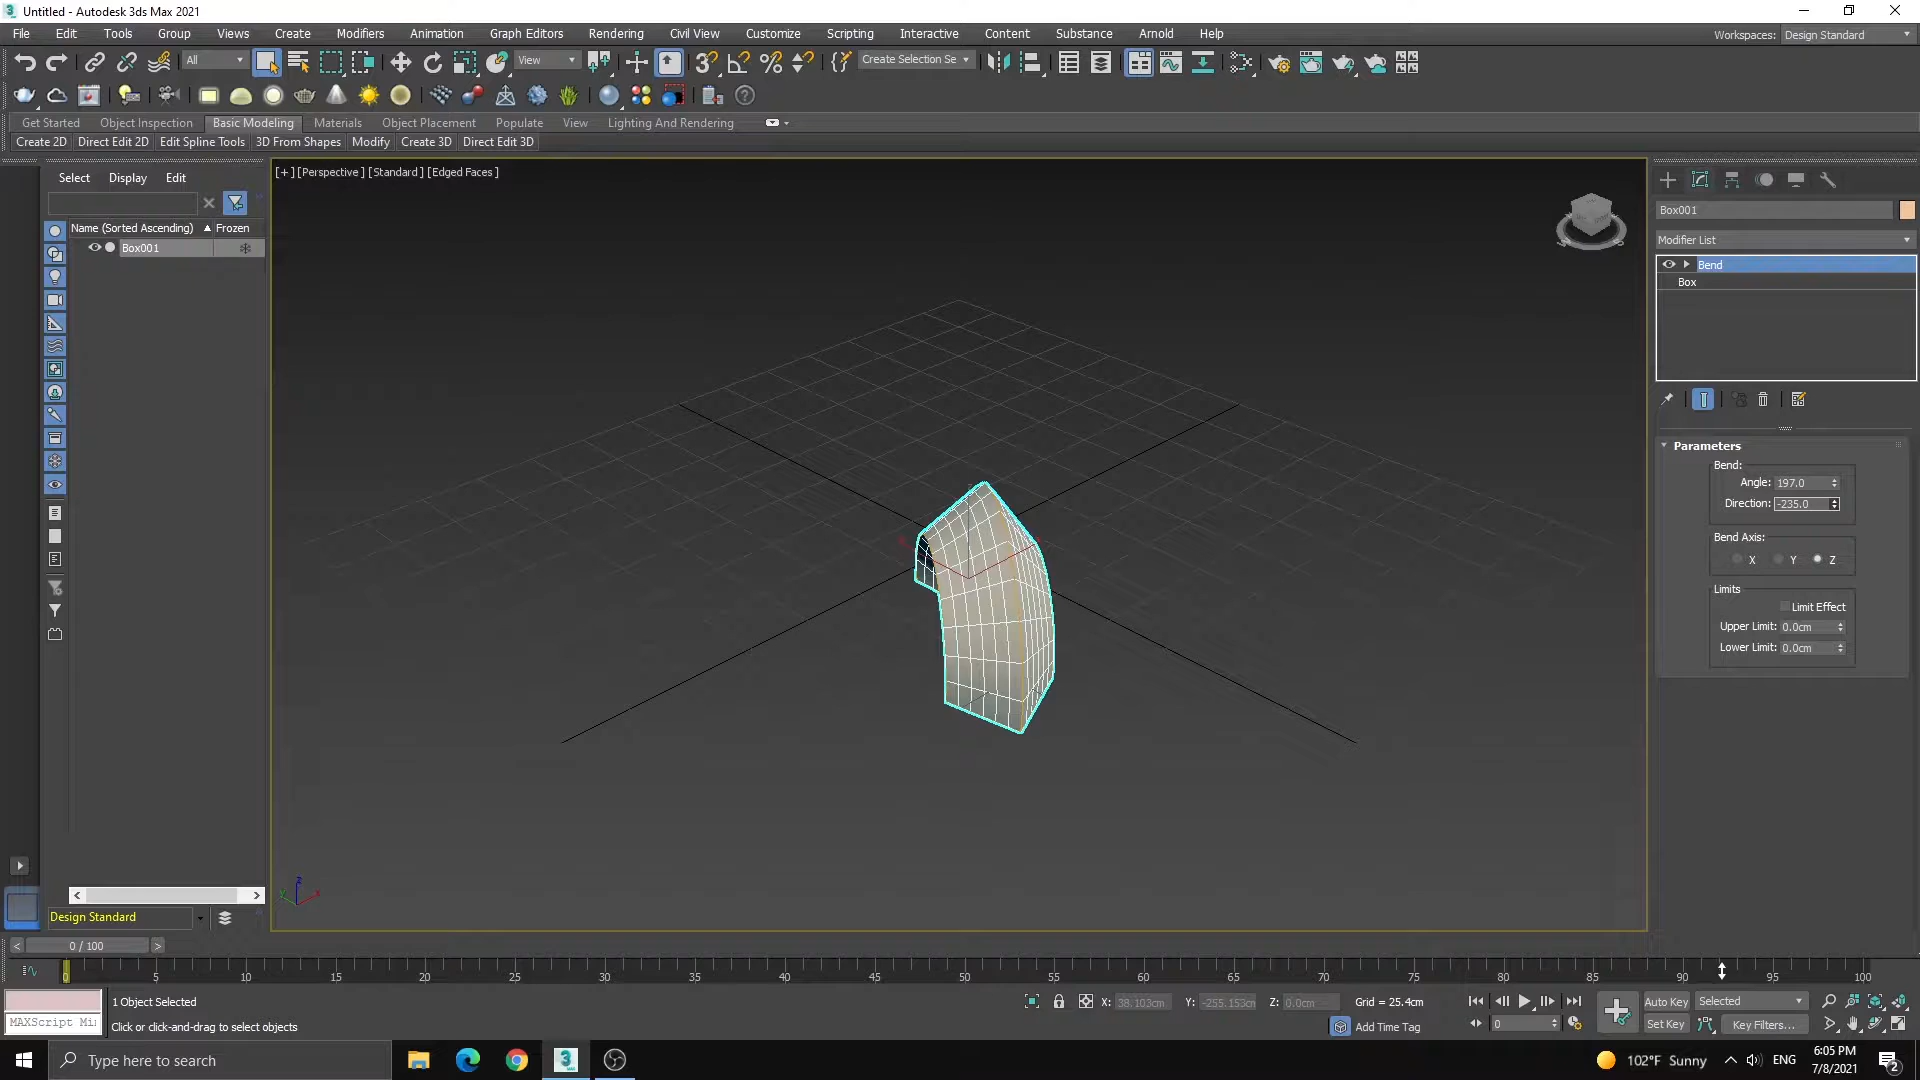 Untitled - Autodesk 3ds Max 2021
File Edit Tools Group Views Create Modifiers Animation Graph Editors Rendering Civil View Customize Scripting Interactive Content Substance Arnold Help
Workspaces: Design Standard
All
View
Create Selection Se
Get Started Object Inspection Basic Modeling Materials Object Placement Populate View Lighting And Rendering
Create 2D Direct Edit 2D Edit Spline Tools 3D From Shapes Modify Create 3D Direct Edit 3D
Select Display Edit
[+] [Perspective] [Standard] [Edged Faces]
Name (Sorted Ascending) Frozen
Box001
Box001
Modifier List
Bend
Box
Parameters
Bend:
Angle: 197.0
Direction: -235.0
Bend Axis:
X Y Z
Limits
Limit Effect
Upper Limit: 0.0cm
Lower Limit: 0.0cm
Design Standard
0 / 100
0 5 10 15 20 25 30 35 40 45 50 55 60 65 70 75 80 85 90 95 100
1 Object Selected
X: 38.103cm Y: -255.153cm Z: 0.0cm Grid = 25.4cm
Auto Key Selected
MAXScript Mi
Click or click-and-drag to select objects
Add Time Tag
0
Set Key Key Filters...
Type here to search
102°F Sunny
ENG
6:05 PM
7/8/2021
2